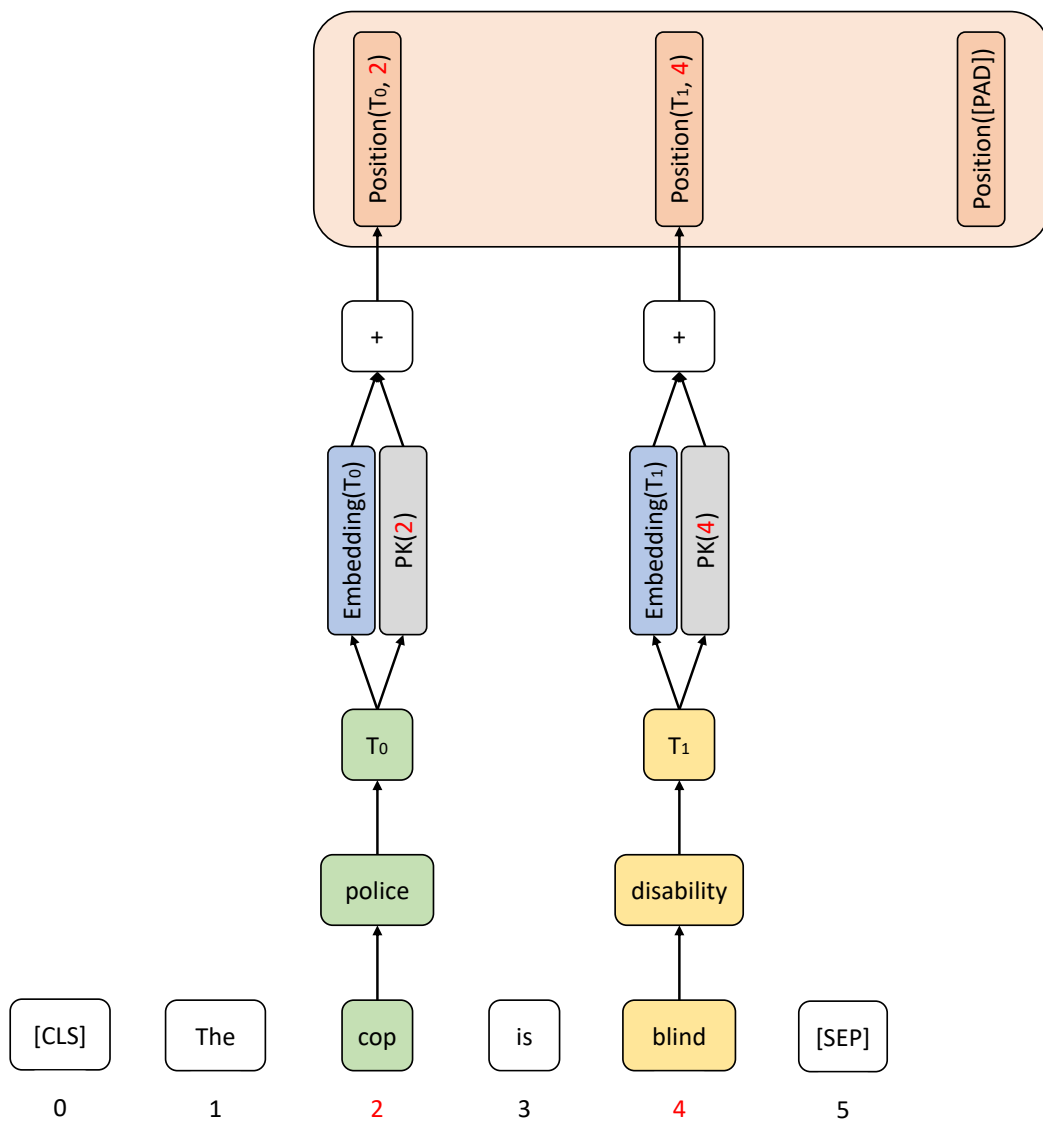 Position(T₀, 2) Position(T₁, 4) Position([PAD])
+ +
Embedding(T₀) PK(2) Embedding(T₁) PK(4)
T₀ T₁
police disability
[CLS] The cop is blind [SEP]
0 1 2 3 4 5